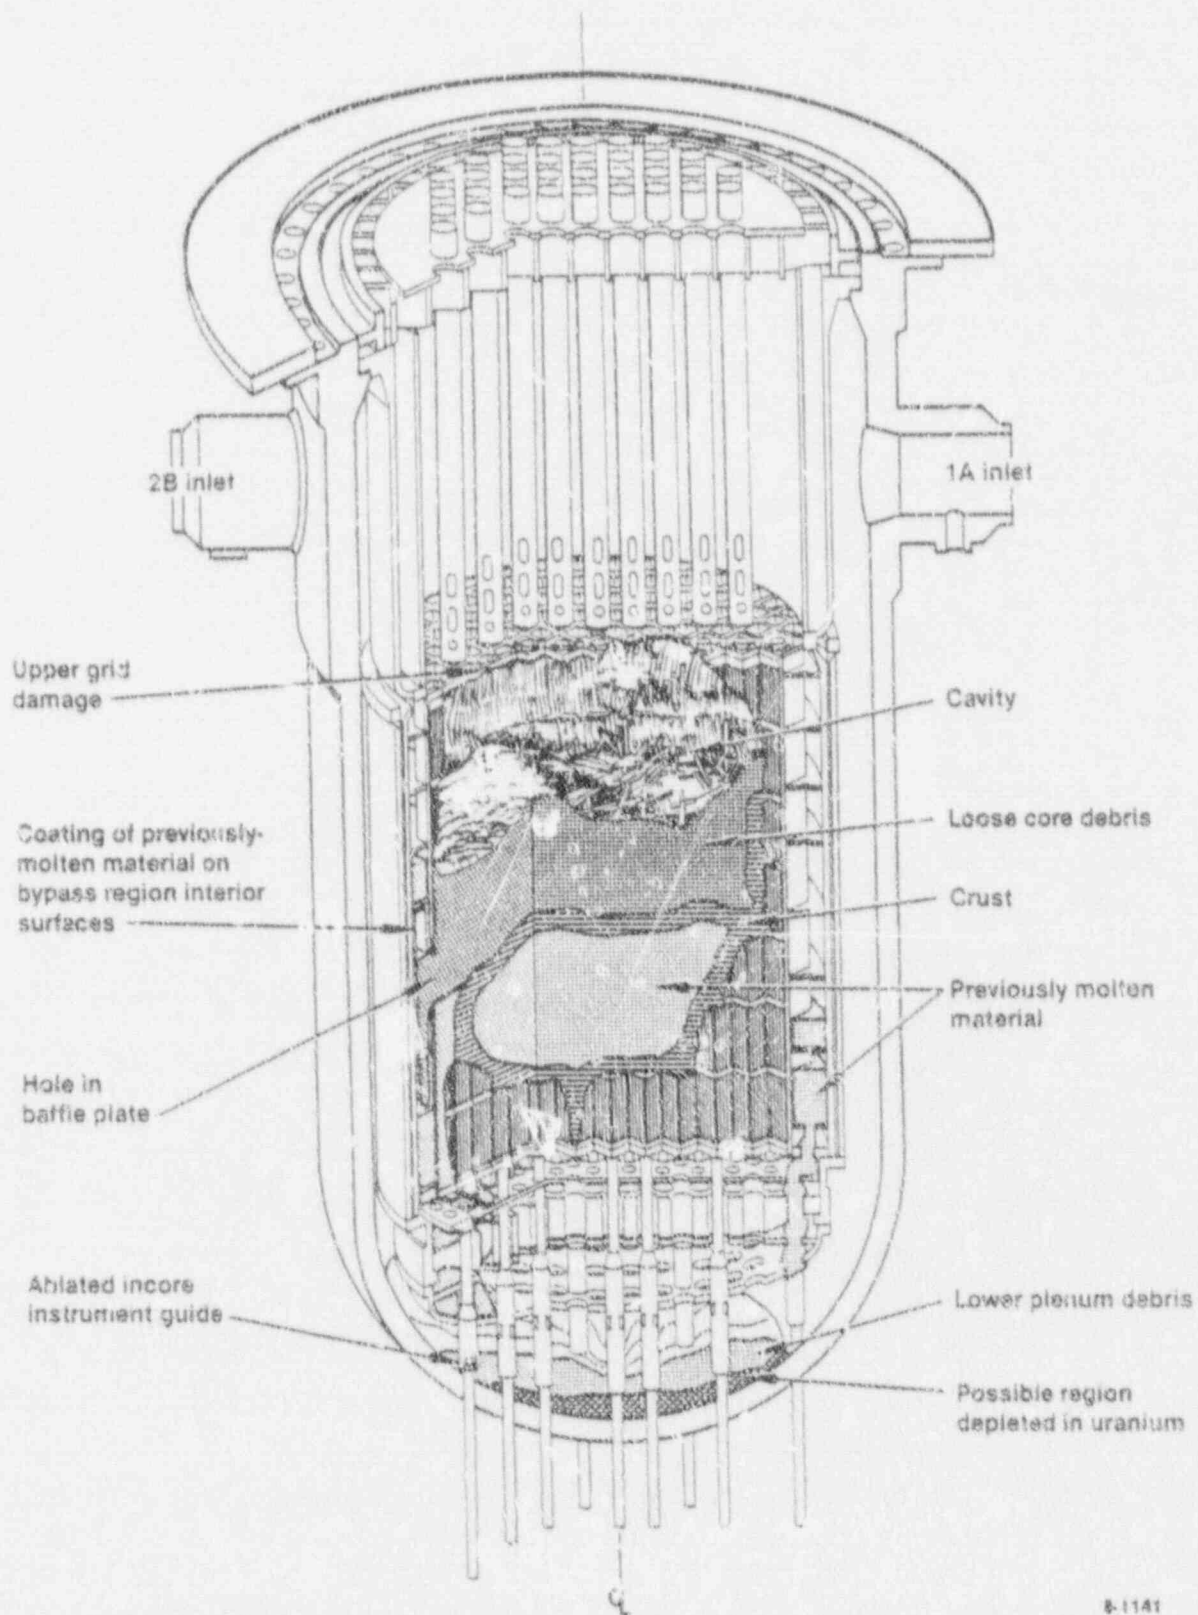 2B inlet
1A inlet
Upper grid
damage
Cavity
Coating of previously-
molten material on
bypass region interior
surfaces
Loose core debris
Crust
Previously molten
material
Hole in
baffle plate
Ablated incore
instrument guide
Lower plenum debris
Possible region
depleted in uranium
℄
8-1141